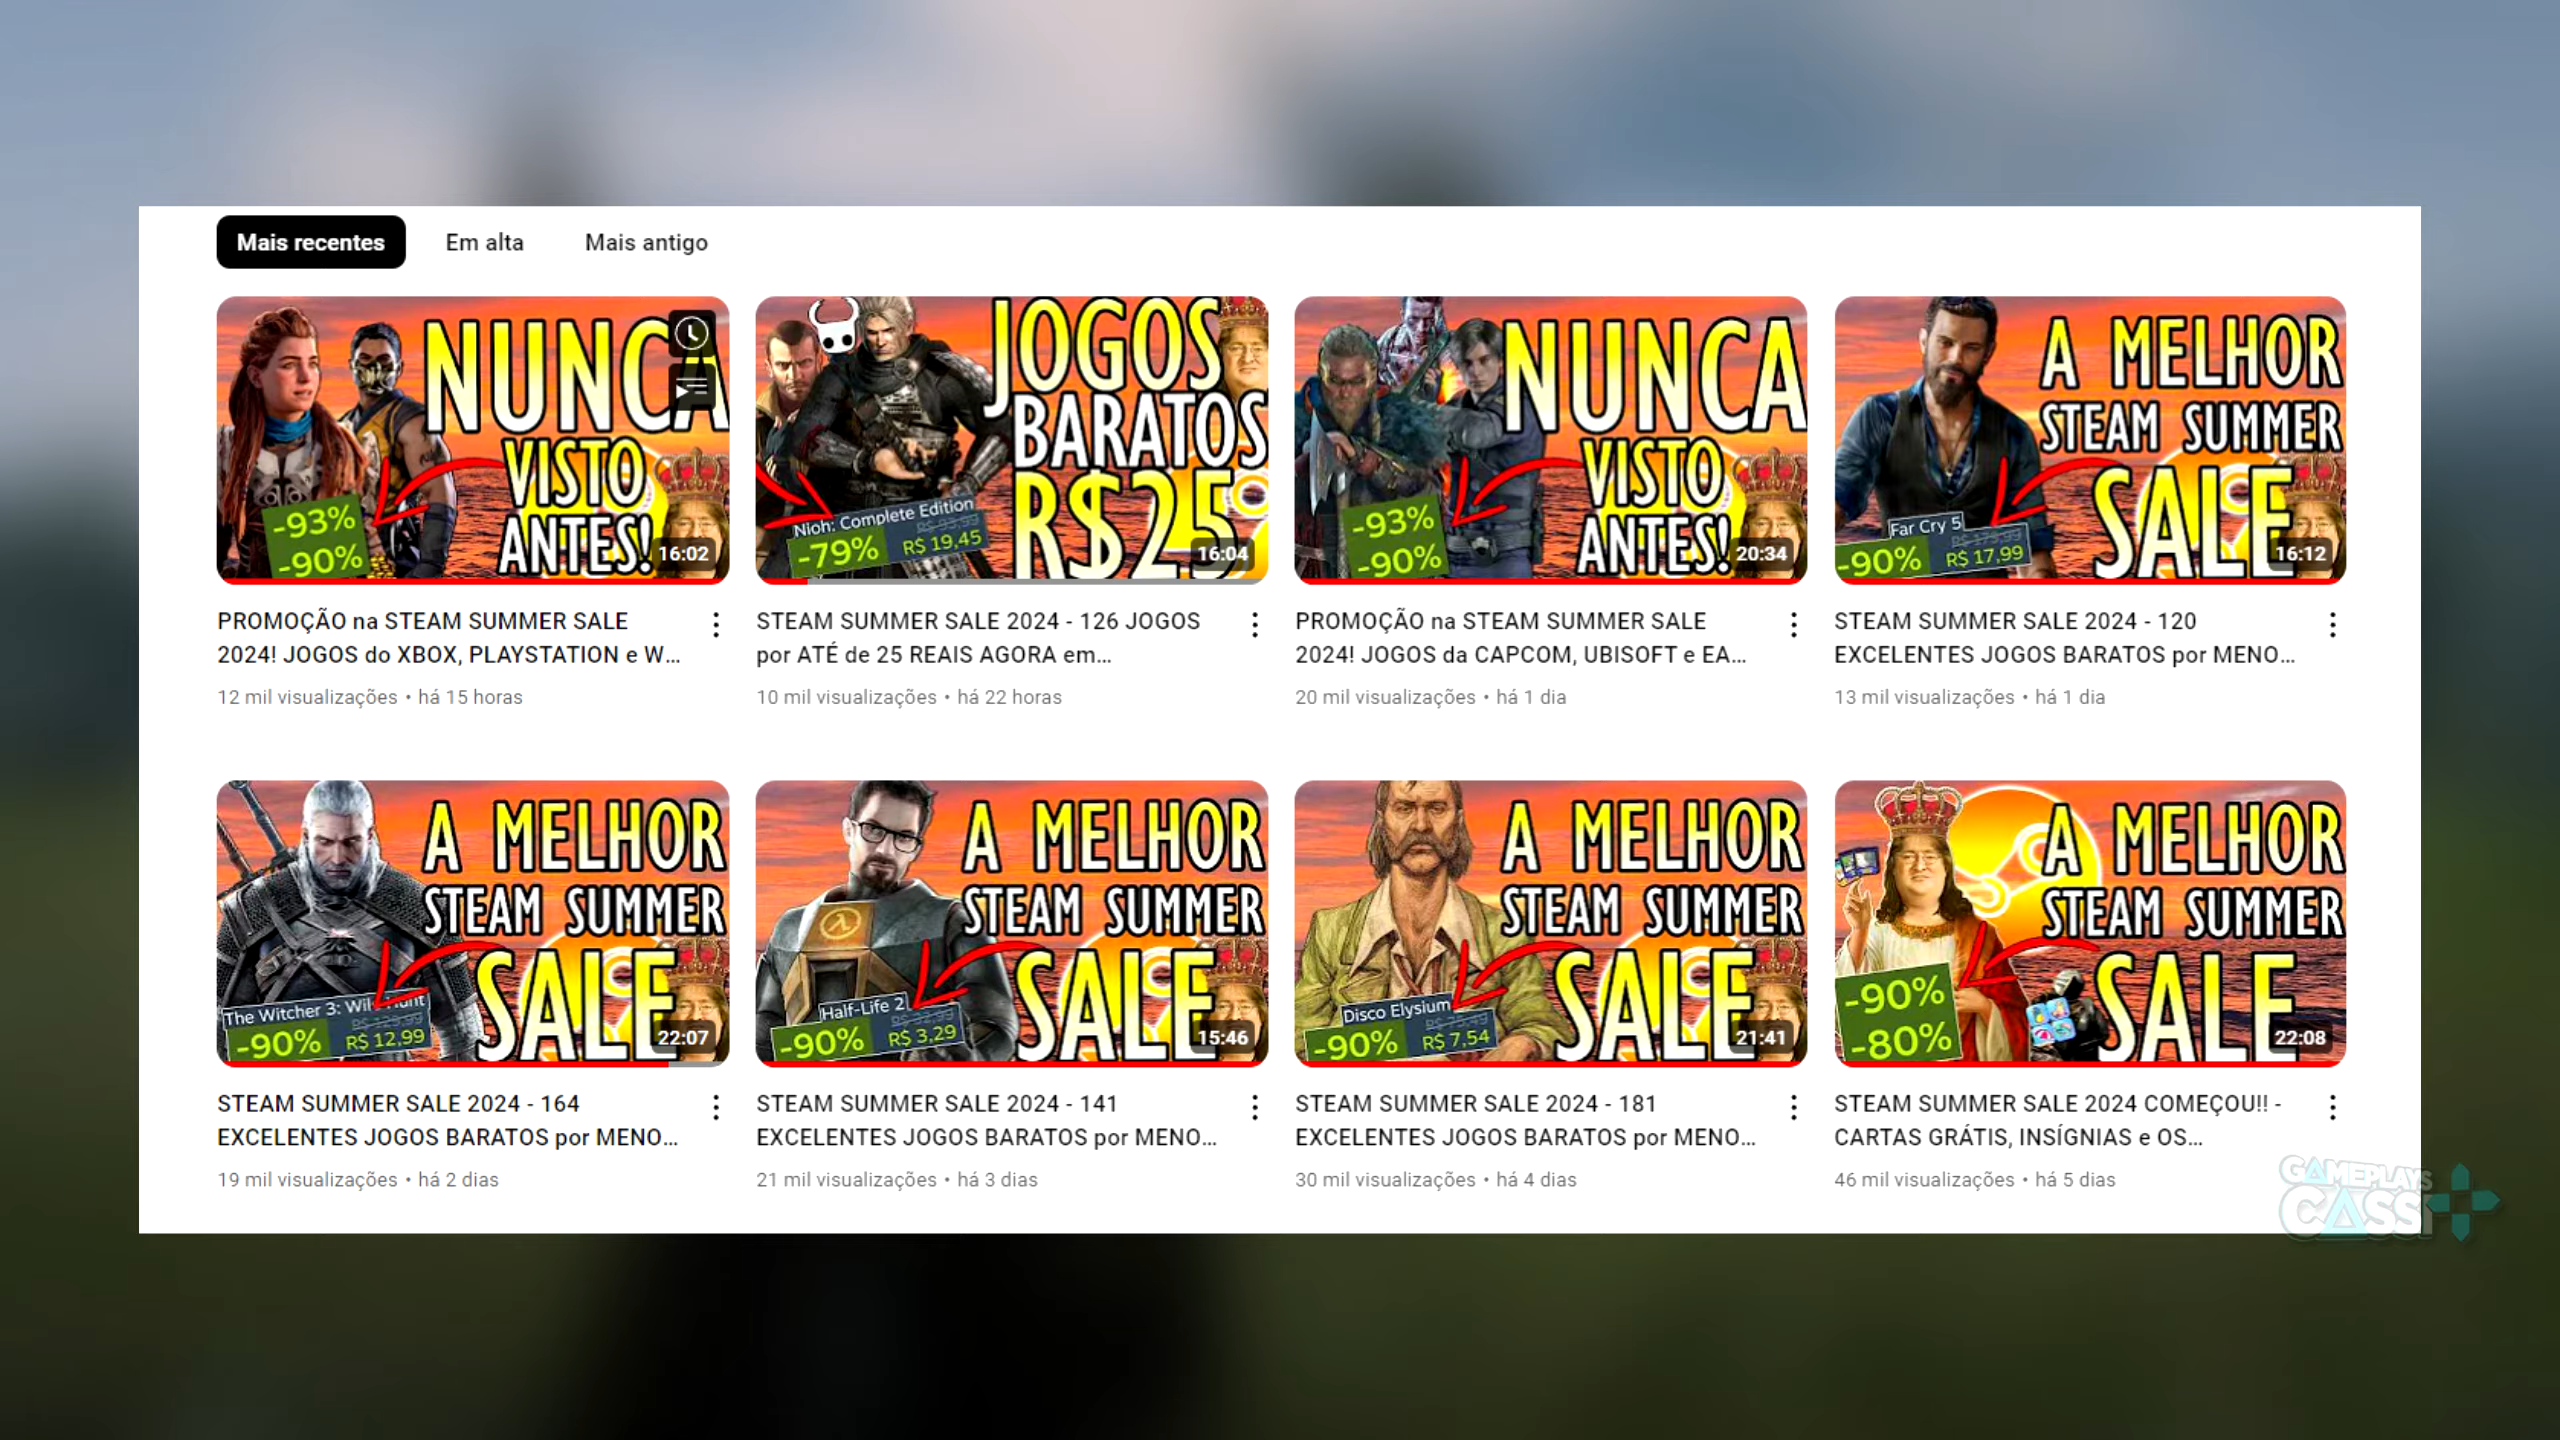 Mais recentes
Em alta
Mais antigo
NUNCA
VISTO
ANTES!
-93%
-90%
16:02
JOGOS
BARATOS
R$25
Nioh: Complete Edition
-79%
R$ 19,45
16:04
NUNCA
VISTO
ANTES!
-93%
-90%
20:34
A MELHOR
STEAM SUMMER
SALE
Far Cry 5
-90%
R$ 17,99
16:12
PROMOÇÃO na STEAM SUMMER SALE
2024! JOGOS do XBOX, PLAYSTATION e W...
12 mil visualizações • há 15 horas
STEAM SUMMER SALE 2024 - 126 JOGOS
por ATÉ de 25 REAIS AGORA em...
10 mil visualizações • há 22 horas
PROMOÇÃO na STEAM SUMMER SALE
2024! JOGOS da CAPCOM, UBISOFT e EA...
20 mil visualizações • há 1 dia
STEAM SUMMER SALE 2024 - 120
EXCELENTES JOGOS BARATOS por MENO...
13 mil visualizações • há 1 dia
A MELHOR
STEAM SUMMER
SALE
The Witcher 3: Wild Hunt
-90%
R$ 12,99
22:07
A MELHOR
STEAM SUMMER
SALE
Half-Life 2
-90%
R$ 3,29
15:46
A MELHOR
STEAM SUMMER
SALE
Disco Elysium
-90%
R$ 7,54
21:41
A MELHOR
STEAM SUMMER
SALE
-90%
-80%
22:08
STEAM SUMMER SALE 2024 - 164
EXCELENTES JOGOS BARATOS por MENO...
19 mil visualizações • há 2 dias
STEAM SUMMER SALE 2024 - 141
EXCELENTES JOGOS BARATOS por MENO...
21 mil visualizações • há 3 dias
STEAM SUMMER SALE 2024 - 181
EXCELENTES JOGOS BARATOS por MENO...
30 mil visualizações • há 4 dias
STEAM SUMMER SALE 2024 COMEÇOU!! -
CARTAS GRÁTIS, INSÍGNIAS e OS...
46 mil visualizações • há 5 dias
GAMEPLAYS
CASSI